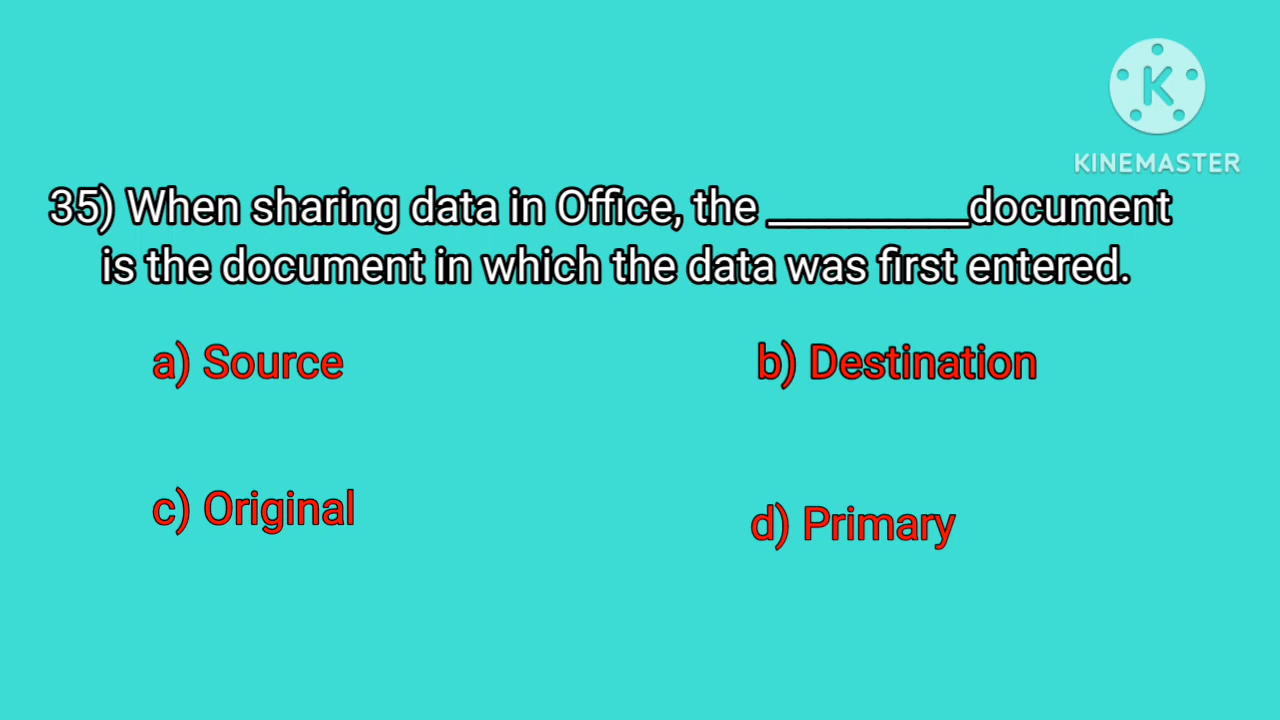 KINEMASTER
35) When sharing data in Office, the __________document
is the document in which the data was first entered.
a) Source
b) Destination
c) Original
d) Primary